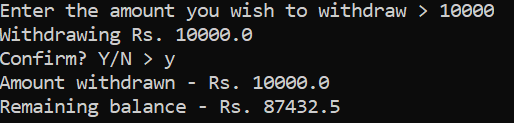 Enter the amount you wish to withdraw > 10000
Withdrawing Rs. 10000.0
Confirm? Y/N > y
Amount withdrawn - Rs. 10000.0
Remaining balance - Rs. 87432.5